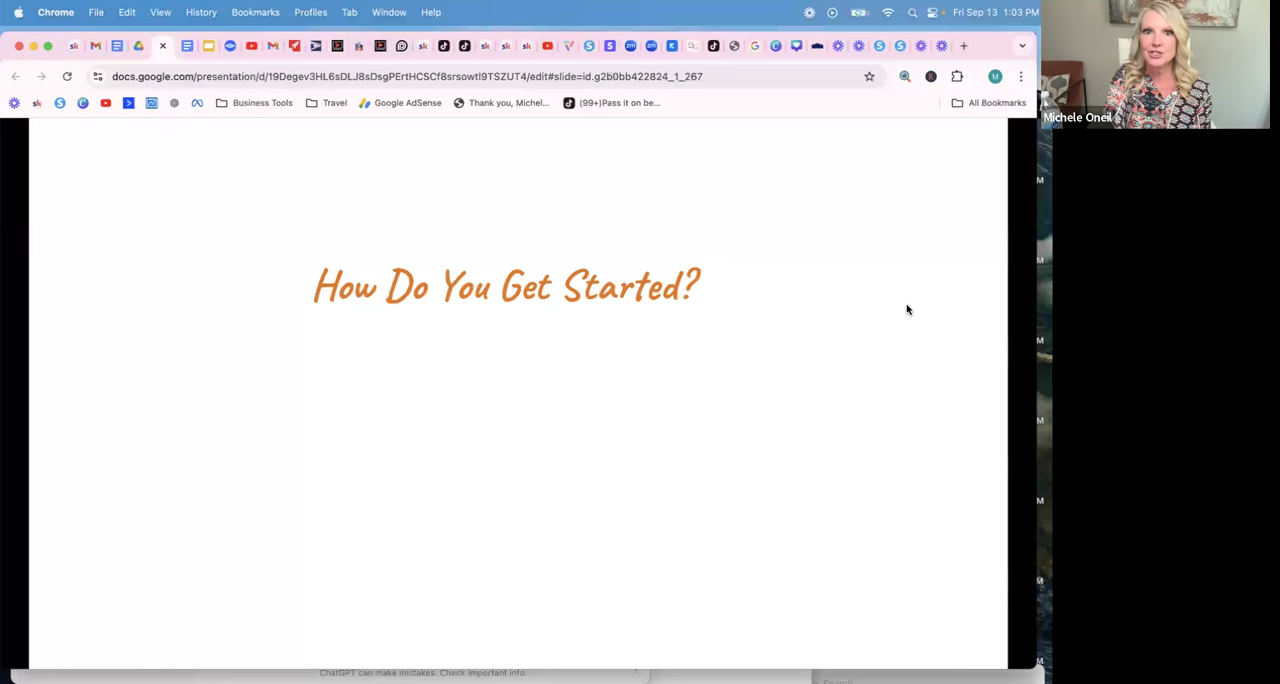 Chrome File Edit View History Bookmarks Profiles Tab Window Help Fri Sep 13 1:03 PM
docs.google.com/presentation/d/19Degev3HL6sDLJ8sDsgPErtHCSCf8srsowtl9TSZUT4/edit#slide=id.g2b0bb422824_1_267
Business Tools Travel Google AdSense Thank you, Michel... (99+)Pass it on be... All Bookmarks
Michele Oneil
How Do You Get Started?
M
M
M
M
M
M
M
ChatGPT can make mistakes. Check important info.
Search